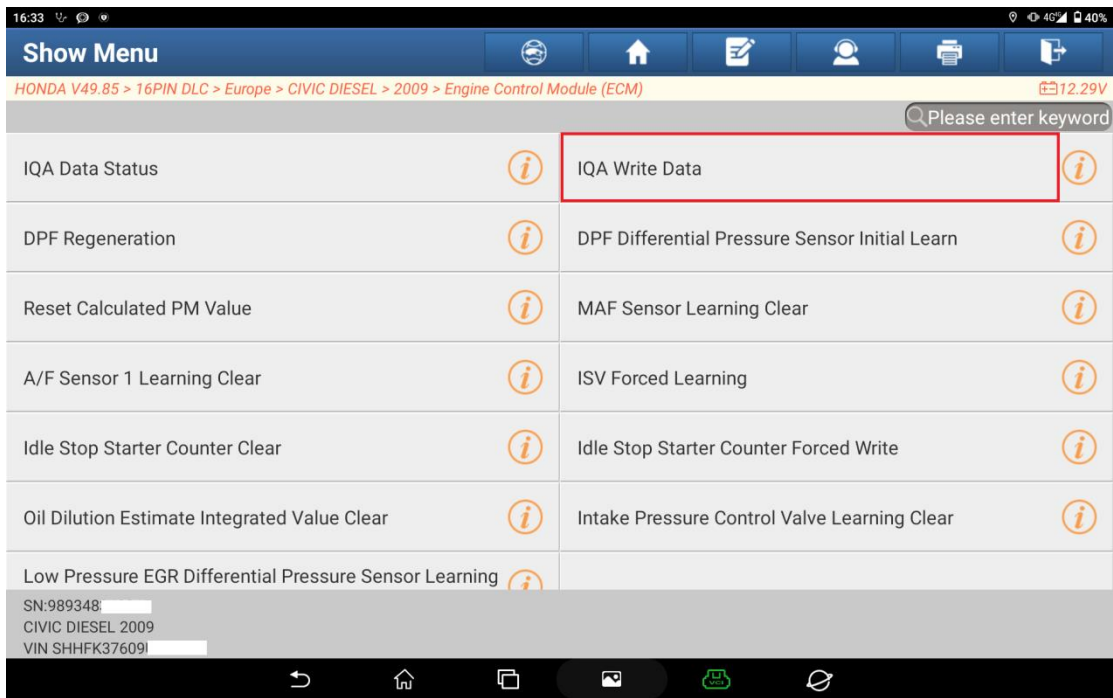 16:33
4G 40%
Show Menu
HONDA V49.85 > 16PIN DLC > Europe > CIVIC DIESEL > 2009 > Engine Control Module (ECM)
12.29V
Please enter keyword
IQA Data Status
IQA Write Data
DPF Regeneration
DPF Differential Pressure Sensor Initial Learn
Reset Calculated PM Value
MAF Sensor Learning Clear
A/F Sensor 1 Learning Clear
ISV Forced Learning
Idle Stop Starter Counter Clear
Idle Stop Starter Counter Forced Write
Oil Dilution Estimate Integrated Value Clear
Intake Pressure Control Valve Learning Clear
Low Pressure EGR Differential Pressure Sensor Learning
SN:989348
CIVIC DIESEL 2009
VIN SHHFK37609
VCI